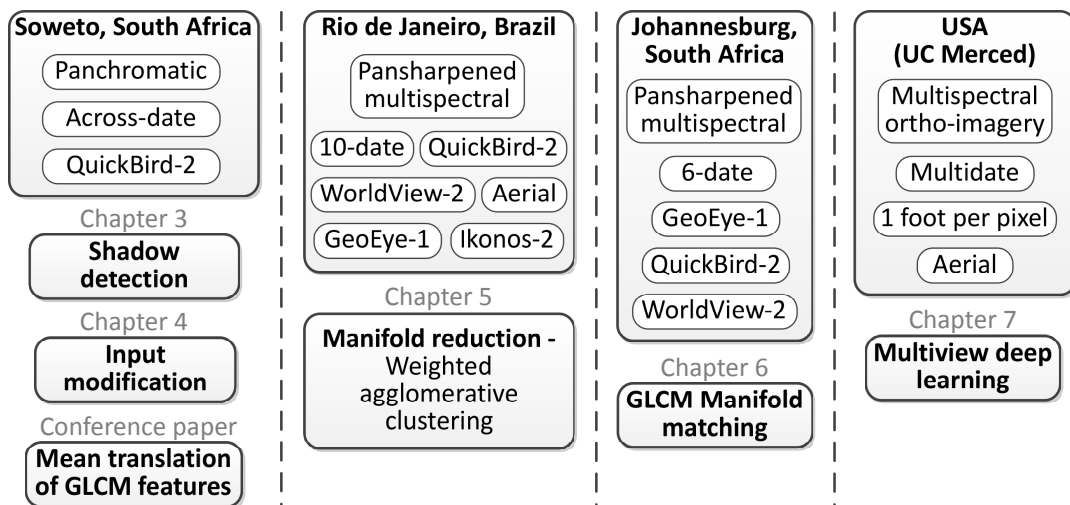 Soweto, South Africa
Panchromatic
Across-date
QuickBird-2
Chapter 3
Shadow
detection
Chapter 4
Input
modification
Conference paper
Mean translation
of GLCM features
Rio de Janeiro, Brazil
Pansharpened
multispectral
10-date QuickBird-2
WorldView-2 Aerial
GeoEye-1 Ikonos-2
Chapter 5
Manifold reduction -
Weighted
agglomerative
clustering
Johannesburg,
South Africa
Pansharpened
multispectral
6-date
GeoEye-1
QuickBird-2
WorldView-2
Chapter 6
GLCM Manifold
matching
USA
(UC Merced)
Multispectral
ortho-imagery
Multidate
1 foot per pixel
Aerial
Chapter 7
Multiview deep
learning